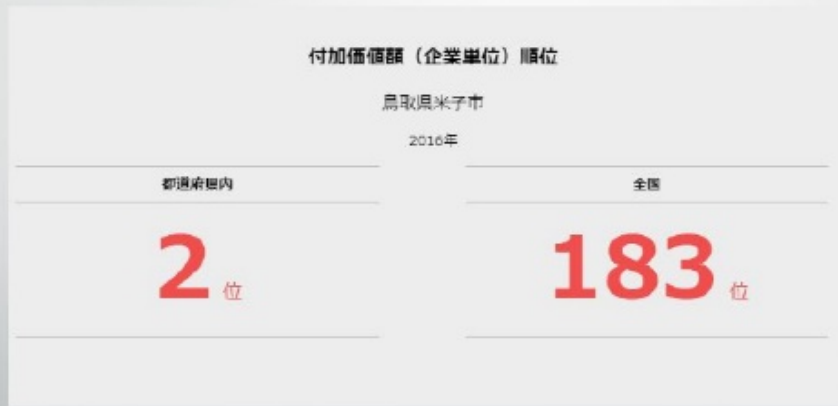 付加価値額（企業単位）順位
鳥取県米子市
2016年
都道府県内
全国
2位
183位